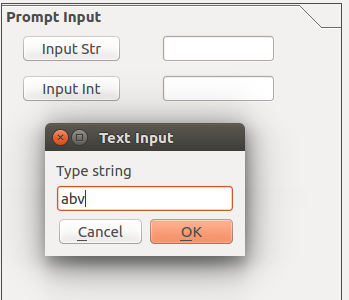 Prompt Input
Input Str
Input Int
Text Input
Type string
abv
Cancel
OK